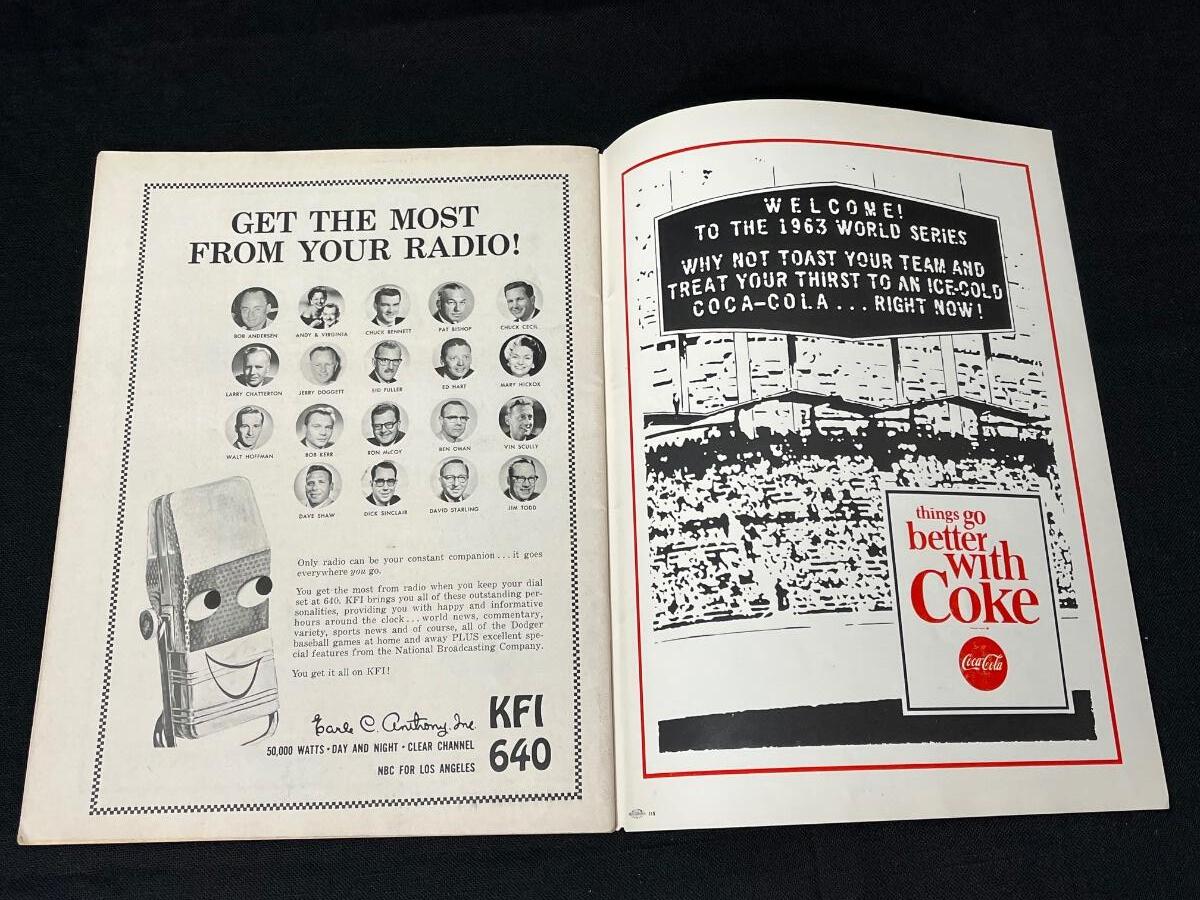 GET THE MOST
FROM YOUR RADIO!
BOB ANDERSEN
ANDY & VIRGINIA
CHUCK BENNETT
PAT BISHOP
CHUCK CECIL
LARRY CHATTERTON
JERRY DOGGETT
SID FULLER
ED HART
MARY HICKOX
WALT HOFFMAN
BOB KERR
RON McCOY
BEN OMAN
VIN SCULLY
DAVE SHAW
DICK SINCLAIR
DAVID STARLING
JIM TODD
Only radio can be your constant companion...it goes
everywhere you go.
You get the most from radio when you keep your dial
set at 640. KFI brings you all of these outstanding per-
sonalities, providing you with happy and informative
hours around the clock...world news, commentary,
variety, sports news and of course, all of the Dodger
baseball games at home and away PLUS excellent spe-
cial features from the National Broadcasting Company.
You get it all on KFI!
Earle C. Anthony, Inc.
50,000 WATTS • DAY AND NIGHT • CLEAR CHANNEL
NBC FOR LOS ANGELES
KFI
640
WELCOME!
TO THE 1963 WORLD SERIES
WHY NOT TOAST YOUR TEAM AND
TREAT YOUR THIRST TO AN ICE-COLD
COCA-COLA...RIGHT NOW!
things go
better
with
Coke
Coca-Cola